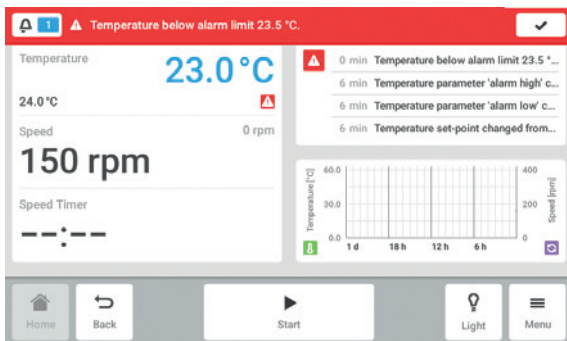 1 Temperature below alarm limit 23.5 °C.
Temperature
23.0°C
24.0°C
Speed 0 rpm
150 rpm
Speed Timer
--:--
0 min Temperature below alarm limit 23.5 °...
6 min Temperature parameter 'alarm high' c...
6 min Temperature parameter 'alarm low' c...
6 min Temperature set-point changed from...
Temperature [°C]
60.0
30.0
0.0
1 d 18 h 12 h 6 h
400
200
0
Speed [rpm]
Home Back Start Light Menu